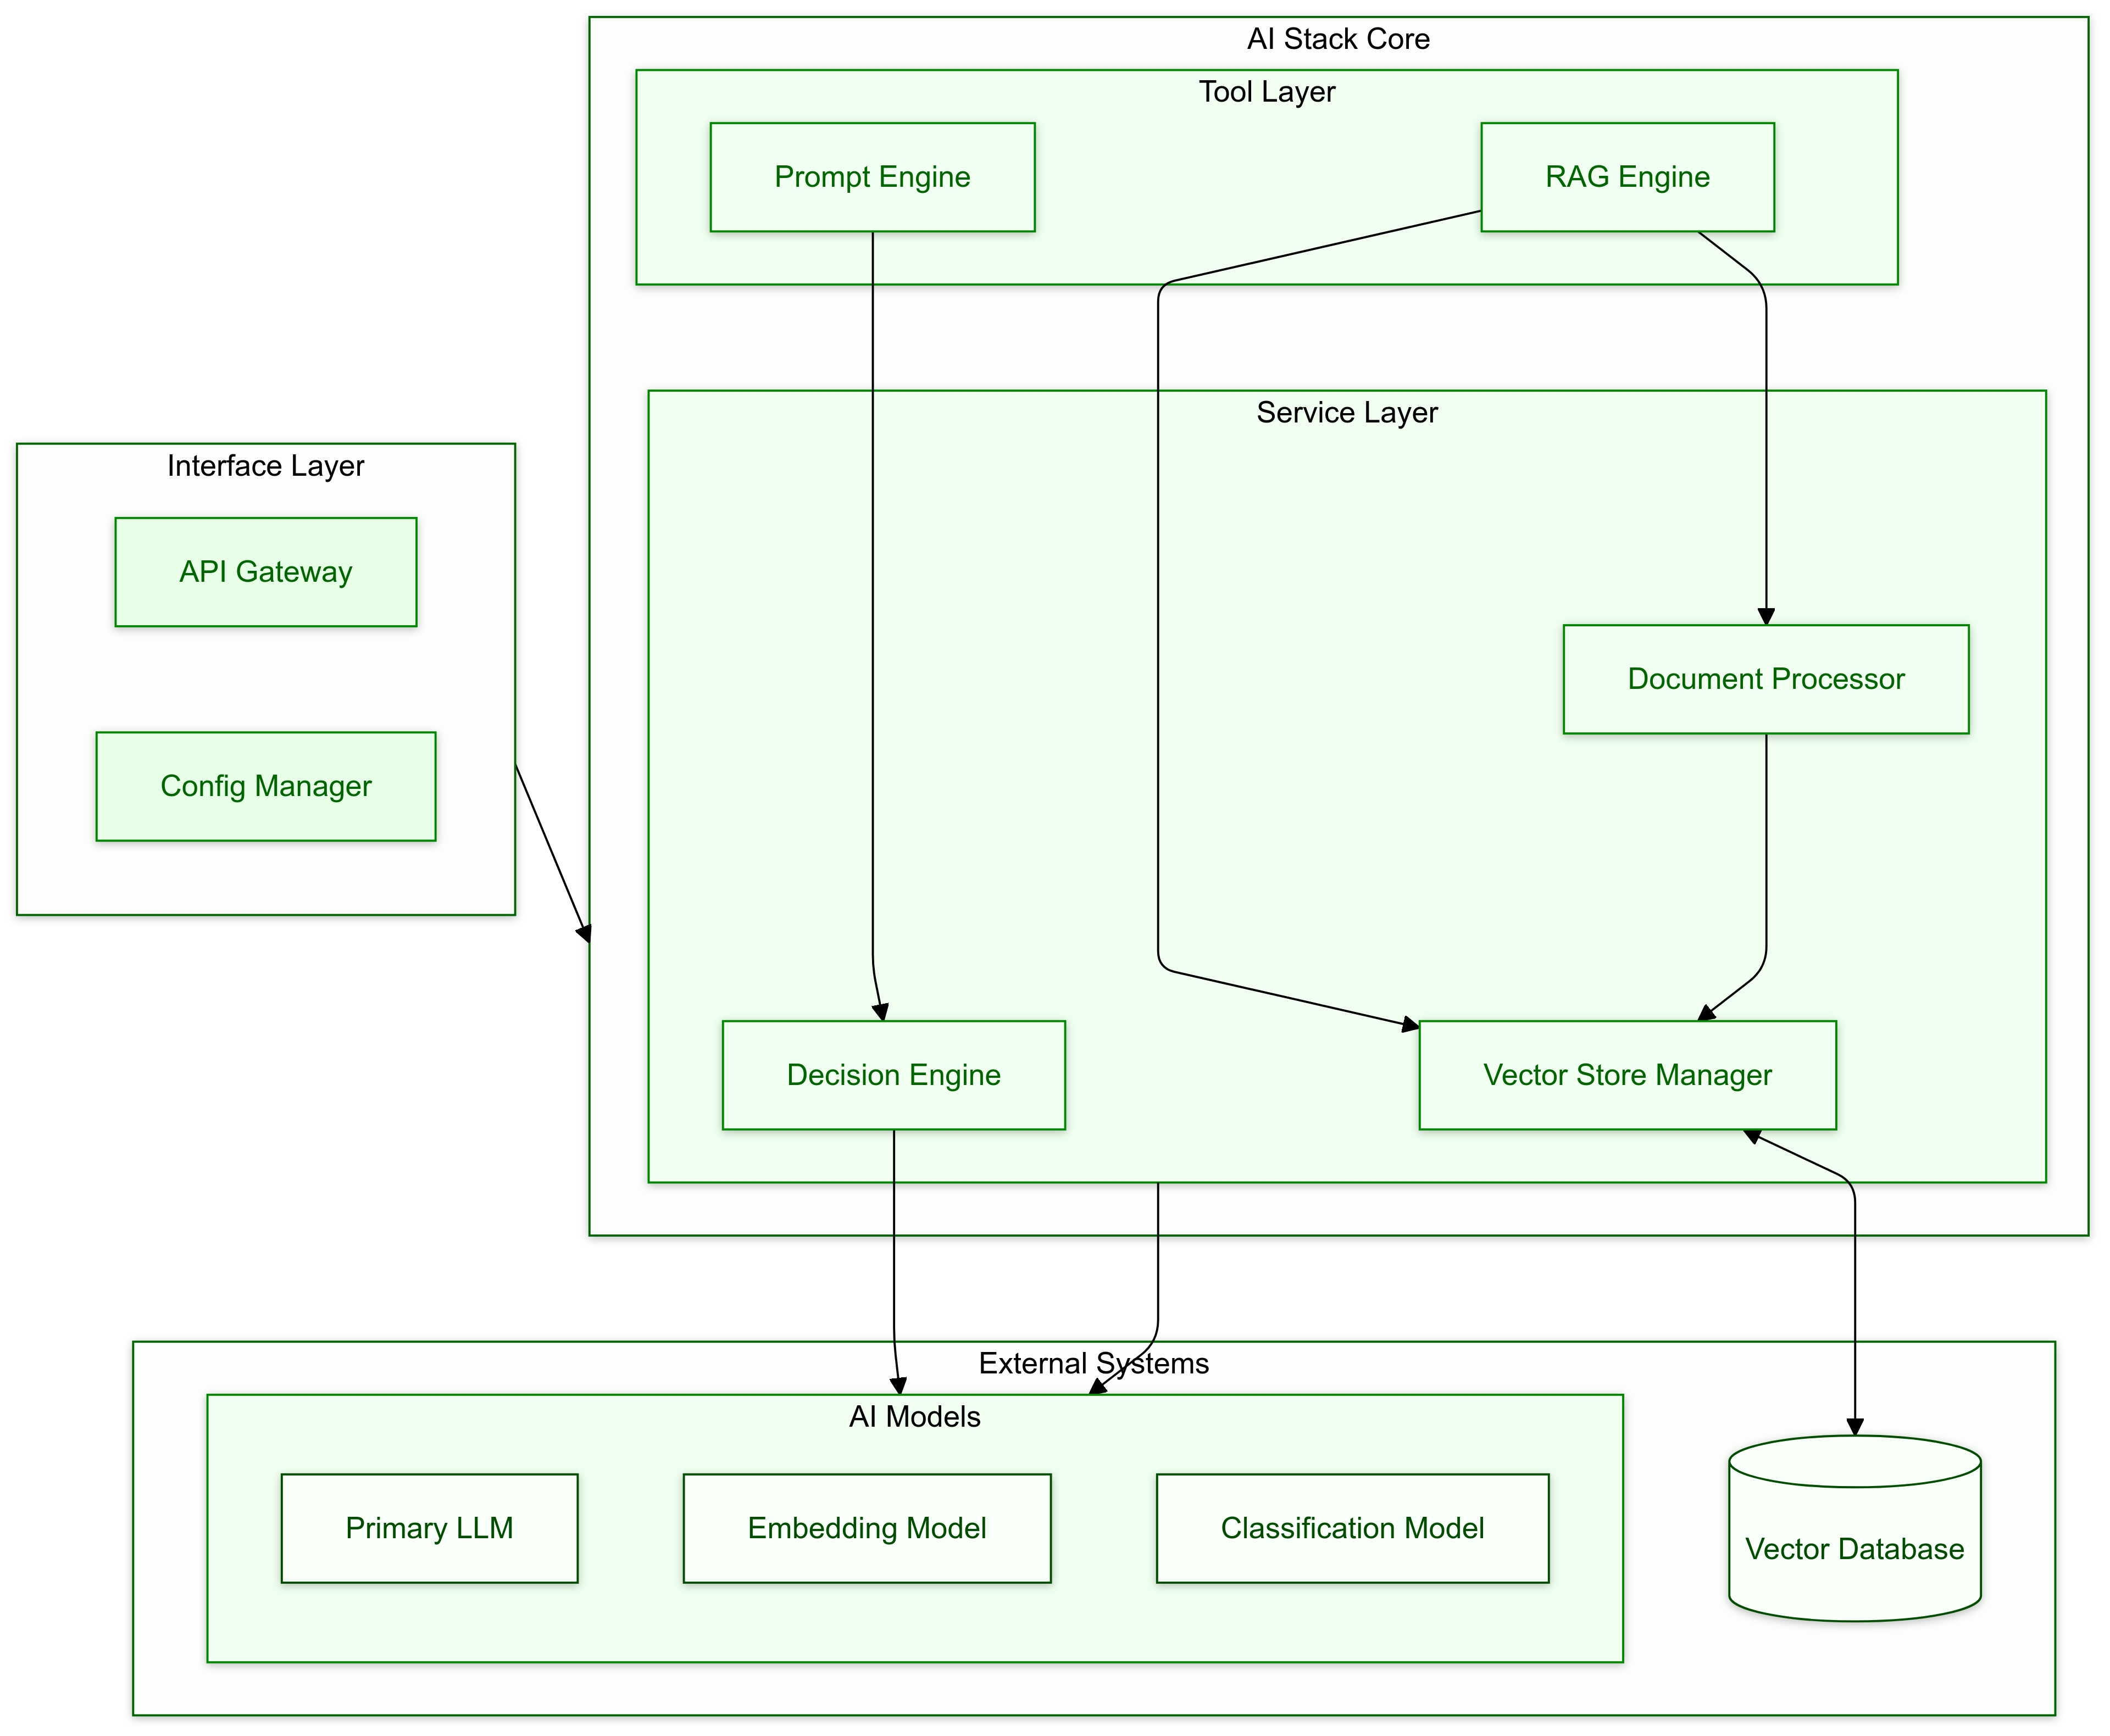 AI Stack Core
Tool Layer
Prompt Engine
RAG Engine
Service Layer
Interface Layer
API Gateway
Document Processor
Config Manager
Decision Engine
Vector Store Manager
External Systems
AI Models
Primary LLM
Embedding Model
Classification Model
Vector Database